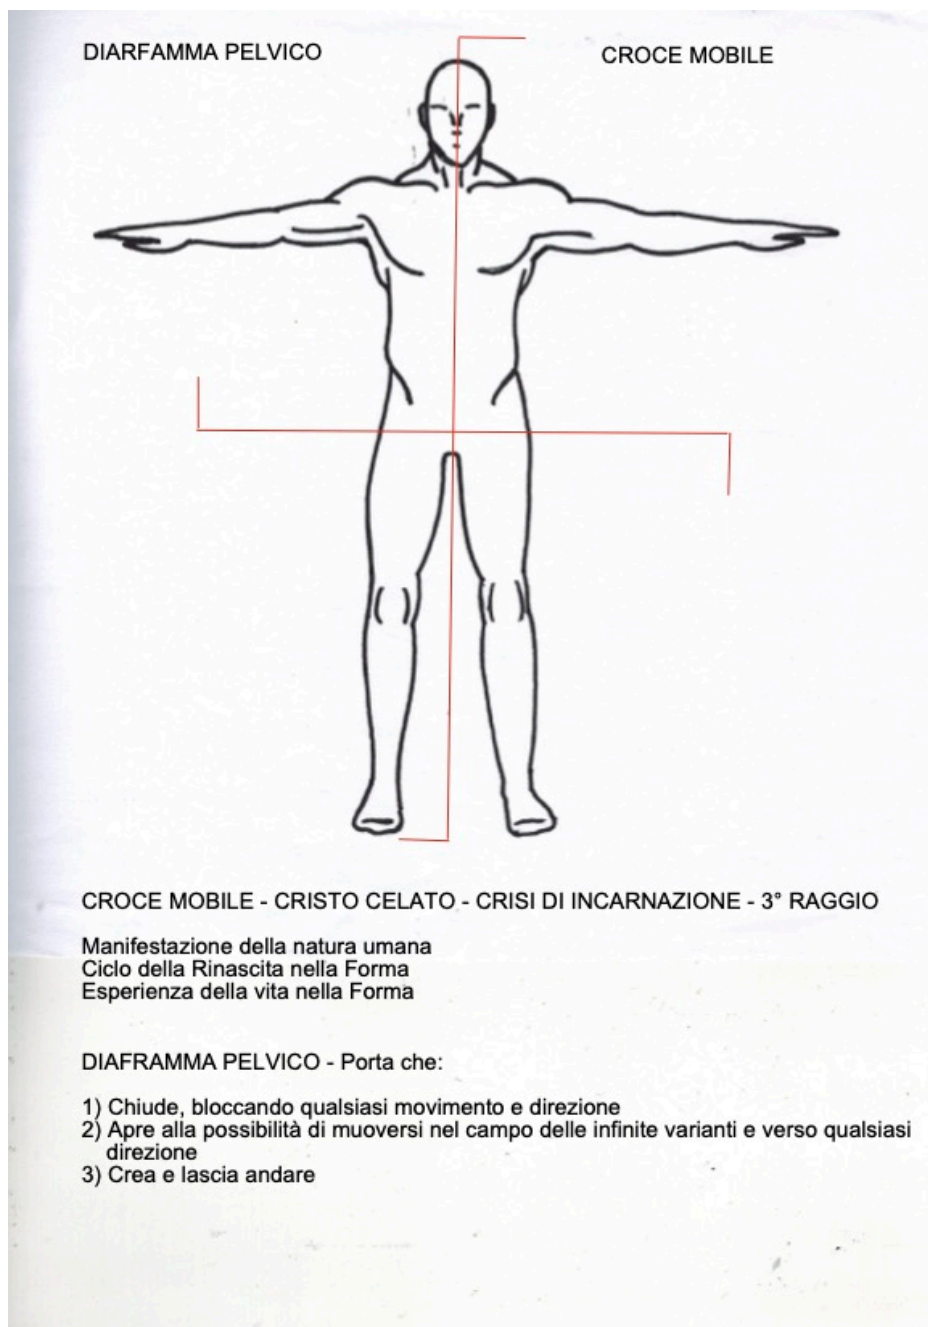 DIARFAMMA PELVICO
CROCE MOBILE
CROCE MOBILE - CRISTO CELATO - CRISI DI INCARNAZIONE - 3° RAGGIO
Manifestazione della natura umana
Ciclo della Rinascita nella Forma
Esperienza della vita nella Forma
DIAFRAMMA PELVICO - Porta che:
1) Chiude, bloccando qualsiasi movimento e direzione
2) Apre alla possibilità di muoversi nel campo delle infinite varianti e verso qualsiasi
direzione
3) Crea e lascia andare